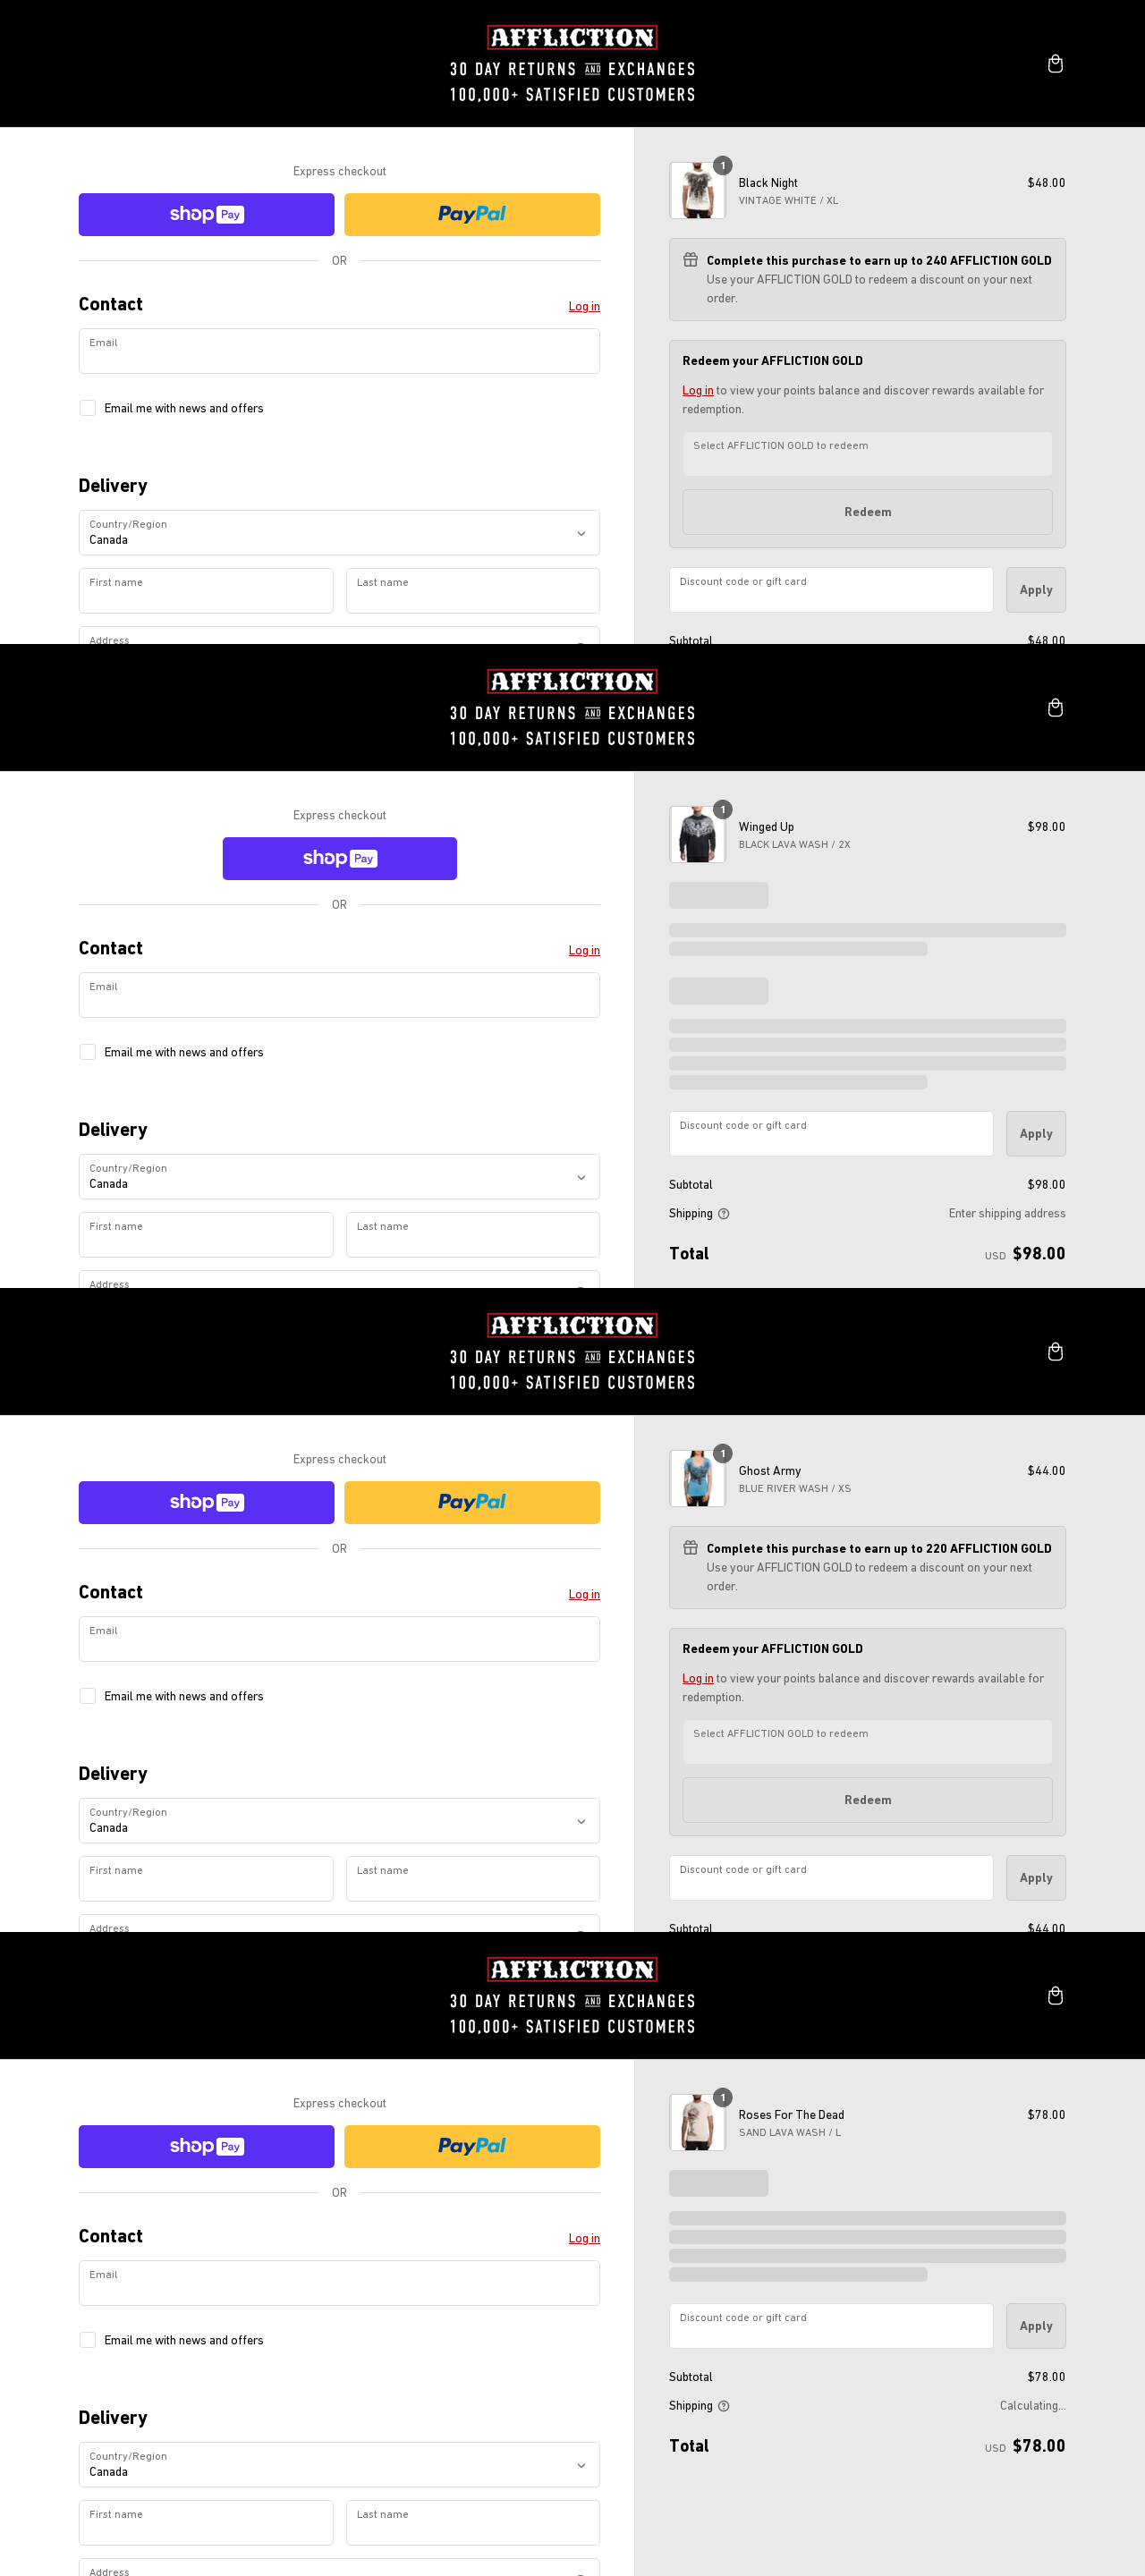 AFFLICTION
30 DAY RETURNS AND EXCHANGES
100,000+ SATISFIED CUSTOMERS
Express checkout
shop Pay
PayPal
OR
Contact
Log in
Email
Email me with news and offers
Delivery
Country/Region
Canada
First name
Last name
Address
1
Black Night
$48.00
VINTAGE WHITE / XL
Complete this purchase to earn up to 240 AFFLICTION GOLD
Use your AFFLICTION GOLD to redeem a discount on your next
order.
Redeem your AFFLICTION GOLD
Log in to view your points balance and discover rewards available for
redemption.
Select AFFLICTION GOLD to redeem
Redeem
Discount code or gift card
Apply
Subtotal
$48.00
AFFLICTION
30 DAY RETURNS AND EXCHANGES
100,000+ SATISFIED CUSTOMERS
Express checkout
shop Pay
OR
Contact
Log in
Email
Email me with news and offers
Delivery
Country/Region
Canada
First name
Last name
Address
1
Winged Up
$98.00
BLACK LAVA WASH / 2X
Discount code or gift card
Apply
Subtotal
$98.00
Shipping
Enter shipping address
Total
USD $98.00
AFFLICTION
30 DAY RETURNS AND EXCHANGES
100,000+ SATISFIED CUSTOMERS
Express checkout
shop Pay
PayPal
OR
Contact
Log in
Email
Email me with news and offers
Delivery
Country/Region
Canada
First name
Last name
Address
1
Ghost Army
$44.00
BLUE RIVER WASH / XS
Complete this purchase to earn up to 220 AFFLICTION GOLD
Use your AFFLICTION GOLD to redeem a discount on your next
order.
Redeem your AFFLICTION GOLD
Log in to view your points balance and discover rewards available for
redemption.
Select AFFLICTION GOLD to redeem
Redeem
Discount code or gift card
Apply
Subtotal
$44.00
AFFLICTION
30 DAY RETURNS AND EXCHANGES
100,000+ SATISFIED CUSTOMERS
Express checkout
shop Pay
PayPal
OR
Contact
Log in
Email
Email me with news and offers
Delivery
Country/Region
Canada
First name
Last name
Address
1
Roses For The Dead
$78.00
SAND LAVA WASH / L
Discount code or gift card
Apply
Subtotal
$78.00
Shipping
Calculating...
Total
USD $78.00